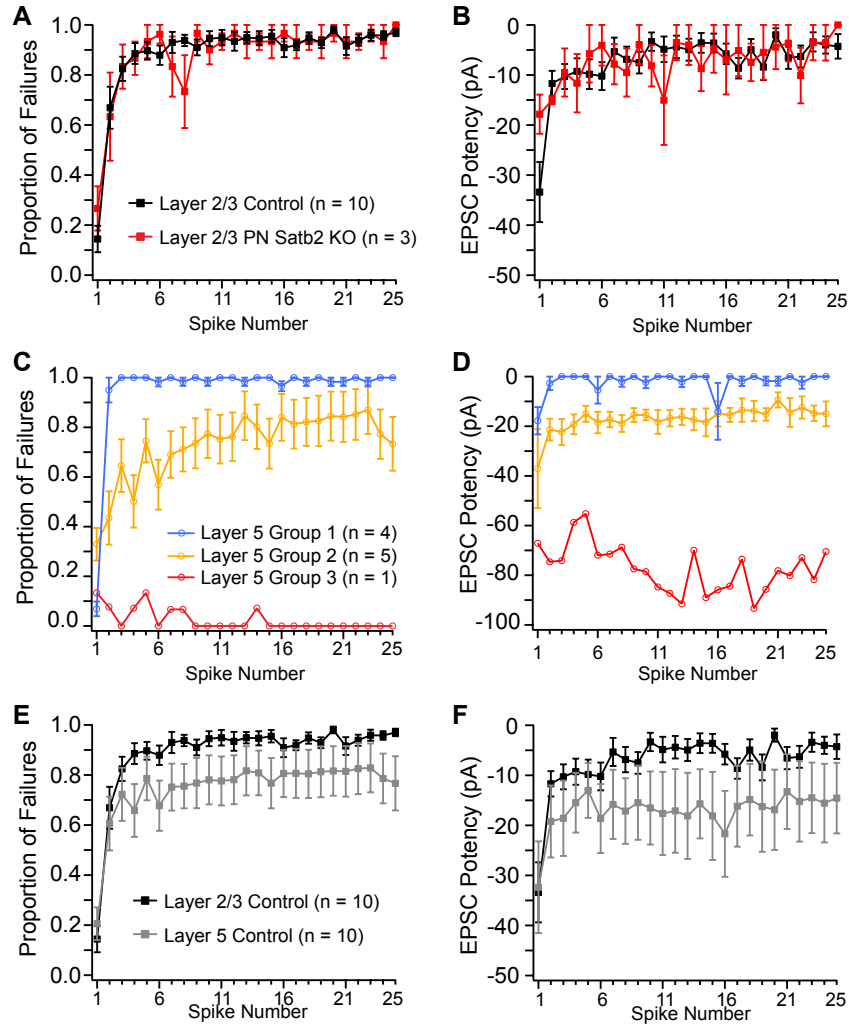 A
Proportion of Failures
1.0
0.8
0.6
0.4
0.2
0.0
Layer 2/3 Control (n = 10)
Layer 2/3 PN Satb2 KO (n = 3)
1 6 11 16 21 25
Spike Number
B
EPSC Potency (pA)
0
-10
-20
-30
-40
-50
1 6 11 16 21 25
Spike Number
C
Proportion of Failures
1.0
0.8
0.6
0.4
0.2
0.0
Layer 5 Group 1 (n = 4)
Layer 5 Group 2 (n = 5)
Layer 5 Group 3 (n = 1)
1 6 11 16 21 25
Spike Number
D
EPSC Potency (pA)
0
-20
-40
-60
-80
-100
1 6 11 16 21 25
Spike Number
E
Proportion of Failures
1.0
0.8
0.6
0.4
0.2
0.0
Layer 2/3 Control (n = 10)
Layer 5 Control (n = 10)
1 6 11 16 21 25
Spike Number
F
EPSC Potency (pA)
0
-10
-20
-30
-40
-50
1 6 11 16 21 25
Spike Number